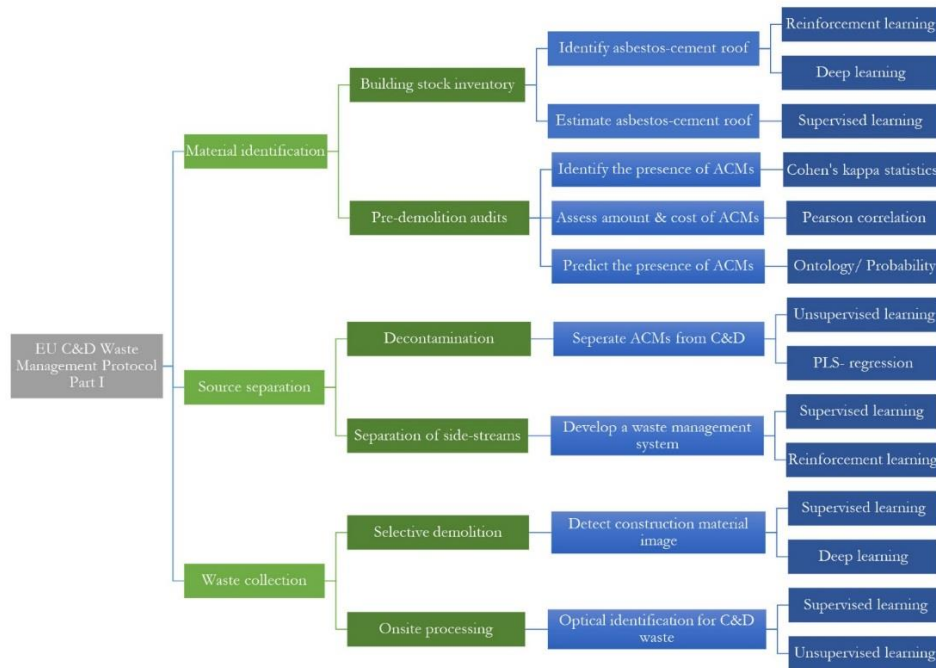 EU C&D Waste
Management Protocol
Part I
Material identification
Building stock inventory
Identify asbestos-cement roof
Reinforcement learning
Deep learning
Estimate asbestos-cement roof
Supervised learning
Pre-demolition audits
Identify the presence of ACMs
Cohen's kappa statistics
Assess amount & cost of ACMs
Pearson correlation
Predict the presence of ACMs
Ontology/ Probability
Source separation
Decontamination
Seperate ACMs from C&D
Unsupervised learning
PLS- regression
Separation of side-streams
Develop a waste management
system
Supervised learning
Reinforcement learning
Waste collection
Selective demolition
Detect construction material
image
Supervised learning
Deep learning
Onsite processing
Optical identification for C&D
waste
Supervised learning
Unsupervised learning